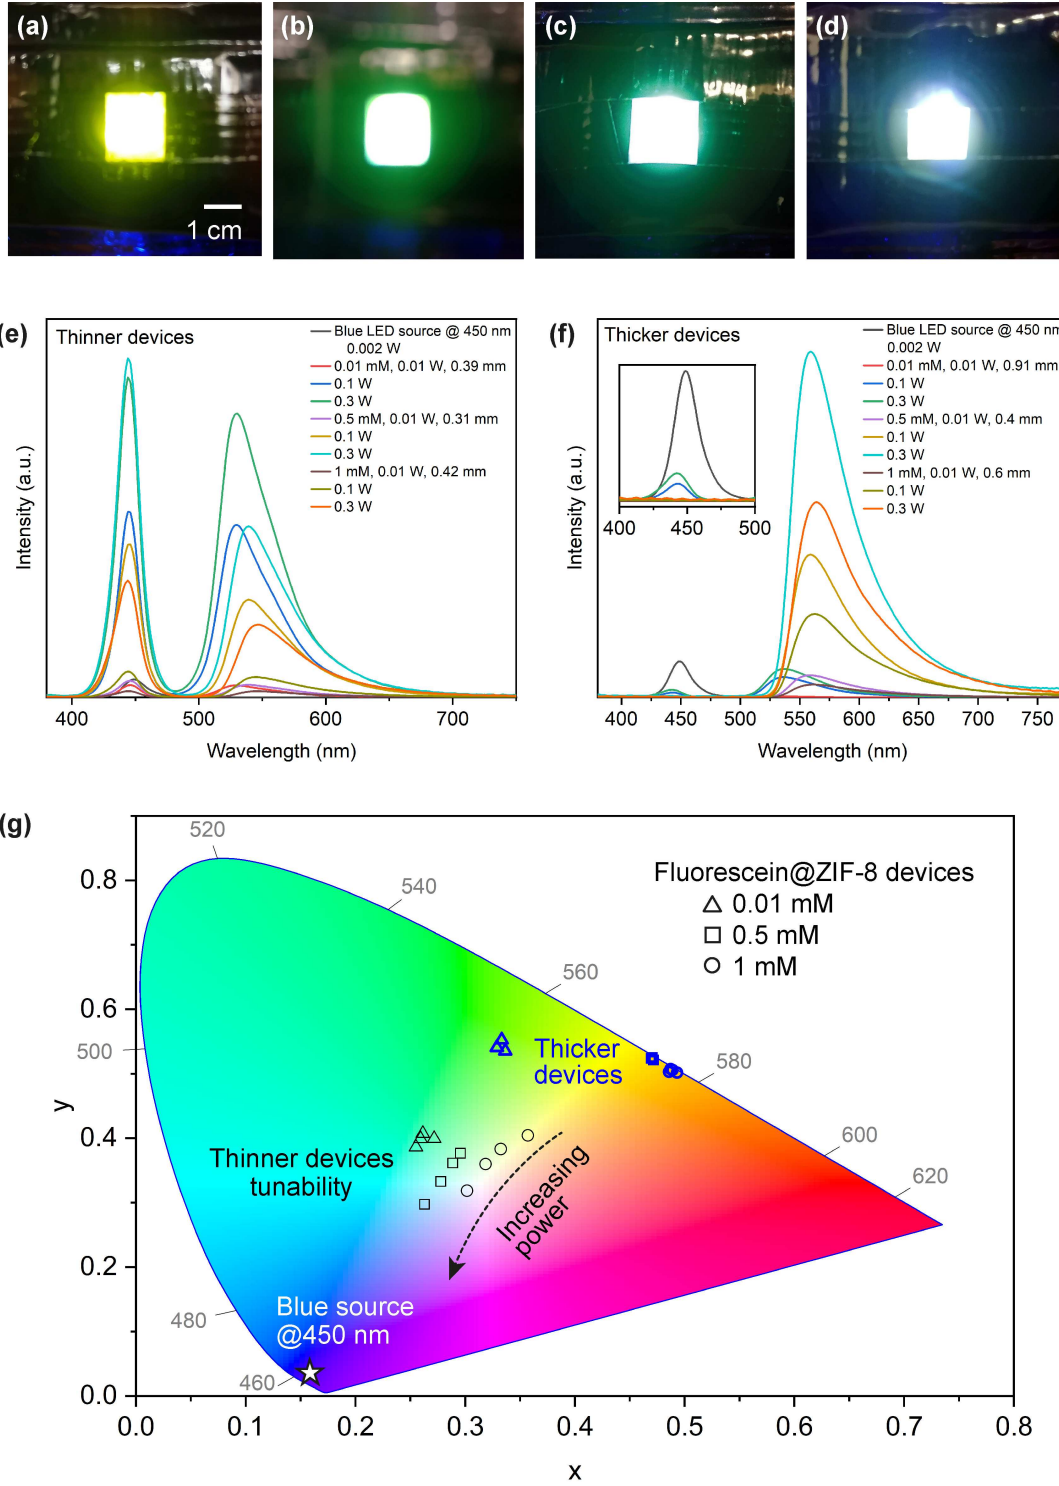 (a)
(b)
(c)
(d)
1 cm
(e)
Thinner devices
Blue LED source @ 450 nm
0.002 W
0.01 mM, 0.01 W, 0.39 mm
0.1 W
0.3 W
0.5 mM, 0.01 W, 0.31 mm
0.1 W
0.3 W
1 mM, 0.01 W, 0.42 mm
0.1 W
0.3 W
Intensity (a.u.)
400
500
600
700
Wavelength (nm)
(f)
Thicker devices
Blue LED source @ 450 nm
0.002 W
0.01 mM, 0.01 W, 0.91 mm
0.1 W
0.3 W
0.5 mM, 0.01 W, 0.4 mm
0.1 W
0.3 W
1 mM, 0.01 W, 0.6 mm
0.1 W
0.3 W
400
450
500
Intensity (a.u.)
400
450
500
550
600
650
700
750
Wavelength (nm)
(g)
520
540
560
580
600
620
500
480
460
Fluorescein@ZIF-8 devices
0.01 mM
0.5 mM
1 mM
Thicker
devices
Thinner devices
tunability
Increasing
power
Blue source
@450 nm
0.8
0.6
0.4
0.2
0.0
y
0.0
0.1
0.2
0.3
0.4
0.5
0.6
0.7
0.8
x